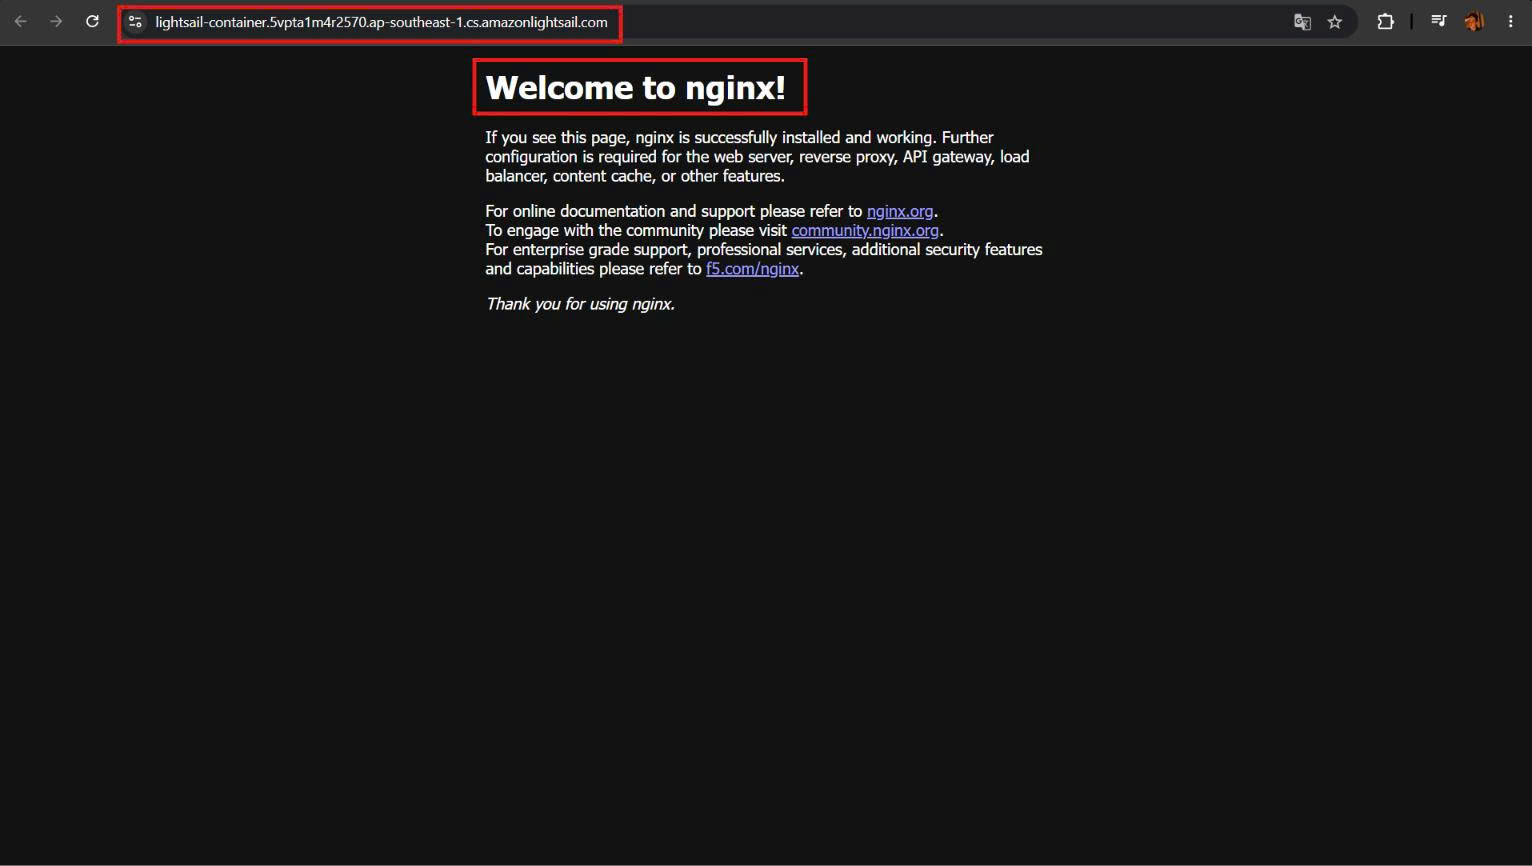 lightsail-container.5vpta1m4r2570.ap-southeast-1.cs.amazonlightsail.com
Welcome to nginx!
If you see this page, nginx is successfully installed and working. Further
configuration is required for the web server, reverse proxy, API gateway, load
balancer, content cache, or other features.
For online documentation and support please refer to nginx.org.
To engage with the community please visit community.nginx.org.
For enterprise grade support, professional services, additional security features
and capabilities please refer to f5.com/nginx.
Thank you for using nginx.